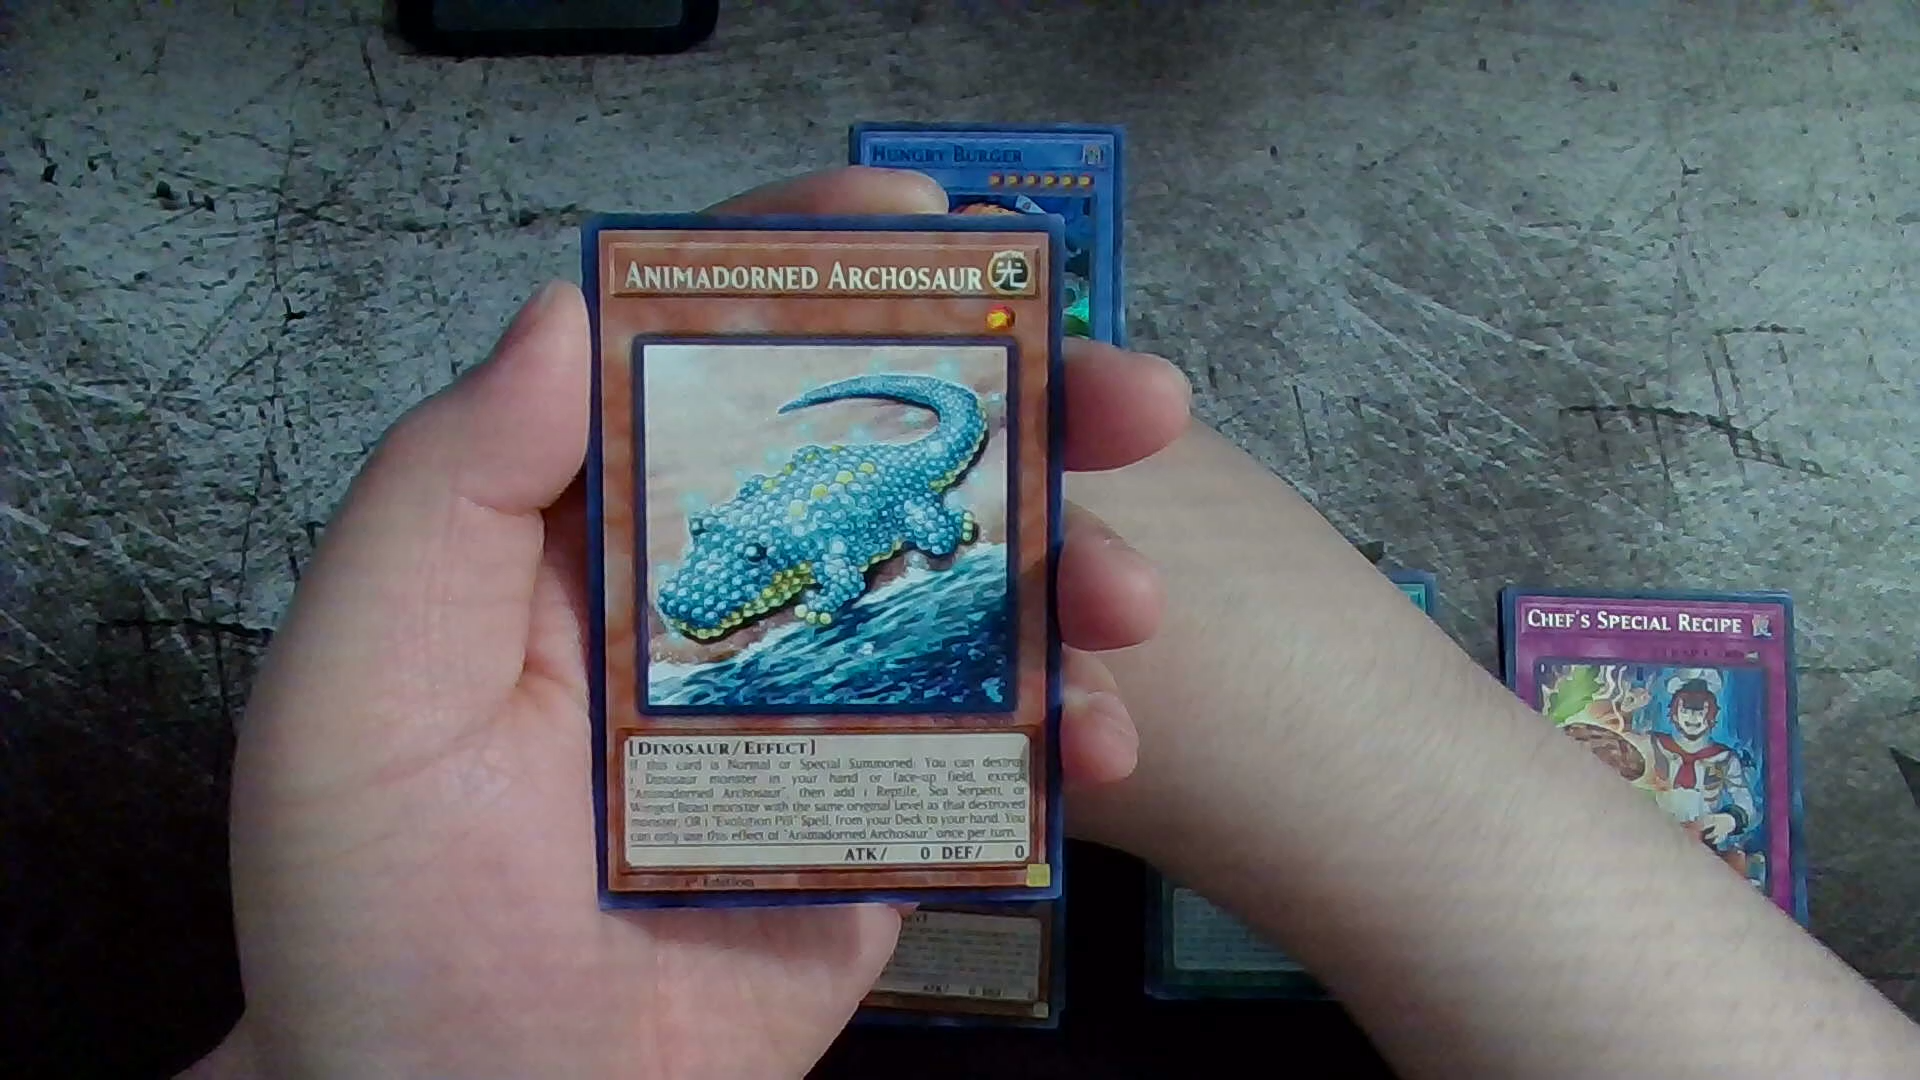 HUNGRY BURGER
ANIMADORNED ARCHOSAUR 光
[DINOSAUR/EFFECT]
If this card is Normal or Special Summoned: You can destroy
1 Dinosaur monster in your hand or face-up field, except
"Animadorned Archosaur", then add 1 Reptile, Sea Serpent, or
Winged Beast monster with the same original Level as that destroyed
monster, OR 1 "Evolution Pill" Spell, from your Deck to your hand. You
can only use this effect of "Animadorned Archosaur" once per turn.
ATK/ 0 DEF/ 0
1st Edition
CHEF'S SPECIAL RECIPE